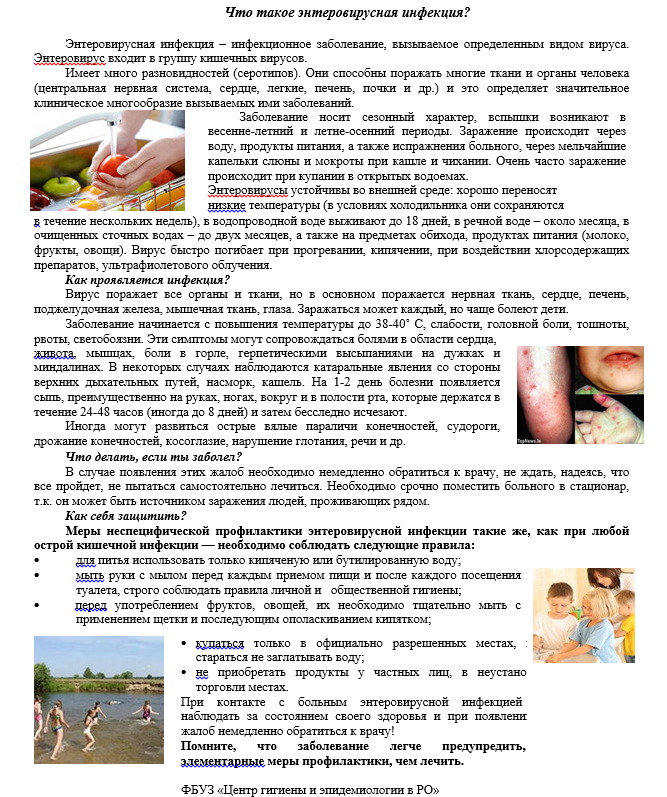 Что такое энтеровирусная инфекция?
Энтеровирусная инфекция – инфекционное заболевание, вызываемое определенным видом вируса.
Энтеровирус входит в группу кишечных вирусов.
Имеет много разновидностей (серотипов). Они способны поражать многие ткани и органы человека
(центральная нервная система, сердце, легкие, печень, почки и др.) и это определяет значительное
клиническое многообразие вызываемых ими заболеваний.
Заболевание носит сезонный характер, вспышки возникают в
весенне-летний и летне-осенний периоды. Заражение происходит через
воду, продукты питания, а также испражнения больного, через мельчайшие
капельки слюны и мокроты при кашле и чихании. Очень часто заражение
происходит при купании в открытых водоемах.
Энтеровирусы устойчивы во внешней среде: хорошо переносят
низкие температуры (в условиях холодильника они сохраняются
в течение нескольких недель), в водопроводной воде выживают до 18 дней, в речной воде – около месяца, в
очищенных сточных водах – до двух месяцев, а также на предметах обихода, продуктах питания (молоко,
фрукты, овощи). Вирус быстро погибает при прогревании, кипячении, при воздействии хлорсодержащих
препаратов, ультрафиолетового облучения.
Как проявляется инфекция?
Вирус поражает все органы и ткани, но в основном поражается нервная ткань, сердце, печень,
поджелудочная железа, мышечная ткань, глаза. Заражаться может каждый, но чаще болеют дети.
Заболевание начинается с повышения температуры до 38-40˚ С, слабости, головной боли, тошноты,
рвоты, светобоязни. Эти симптомы могут сопровождаться болями в области сердца,
живота, мышцах, боли в горле, герпетическими высыпаниями на дужках и
миндалинах. В некоторых случаях наблюдаются катаральные явления со стороны
верхних дыхательных путей, насморк, кашель. На 1-2 день болезни появляется
сыпь, преимущественно на руках, ногах, вокруг и в полости рта, которые держатся в
течение 24-48 часов (иногда до 8 дней) и затем бесследно исчезают.
Иногда могут развиться острые вялые параличи конечностей, судороги,
дрожание конечностей, косоглазие, нарушение глотания, речи и др.
Что делать, если ты заболел?
В случае появления этих жалоб необходимо немедленно обратиться к врачу, не ждать, надеясь, что
все пройдет, не пытаться самостоятельно лечиться. Необходимо срочно поместить больного в стационар,
т.к. он может быть источником заражения людей, проживающих рядом.
Как себя защитить?
Меры неспецифической профилактики энтеровирусной инфекции такие же, как при любой
острой кишечной инфекции — необходимо соблюдать следующие правила:
• для питья использовать только кипяченую или бутилированную воду;
• мыть руки с мылом перед каждым приемом пищи и после каждого посещения
туалета, строго соблюдать правила личной и общественной гигиены;
• перед употреблением фруктов, овощей, их необходимо тщательно мыть с
применением щетки и последующим ополаскиванием кипятком;
• купаться только в официально разрешенных местах,
стараться не заглатывать воду;
• не приобретать продукты у частных лиц, в неустано
торговли местах.
При контакте с больным энтеровирусной инфекцией
наблюдать за состоянием своего здоровья и при появлени
жалоб немедленно обратиться к врачу!
Помните, что заболевание легче предупредить,
элементарные меры профилактики, чем лечить.
ФБУЗ «Центр гигиены и эпидемиологии в РО»